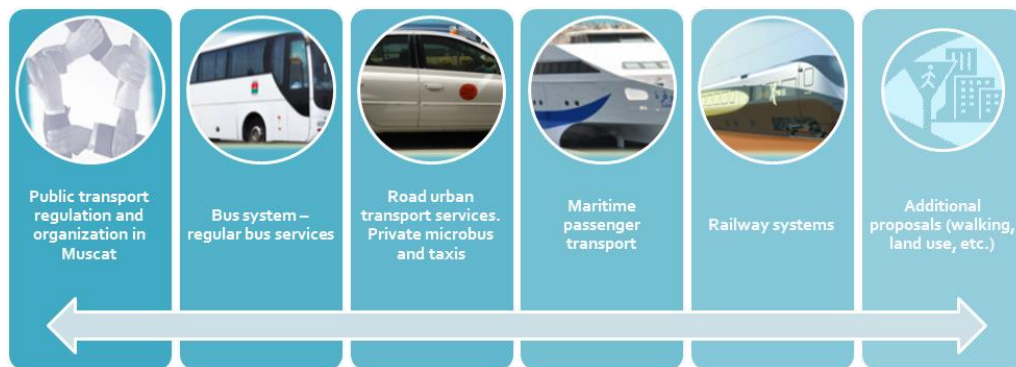 Public transport
regulation and
organization in
Muscat
Bus system –
regular bus services
Road urban
transport services.
Private microbus
and taxis
Maritime
passenger
transport
Railway systems
Additional
proposals (walking,
land use, etc.)